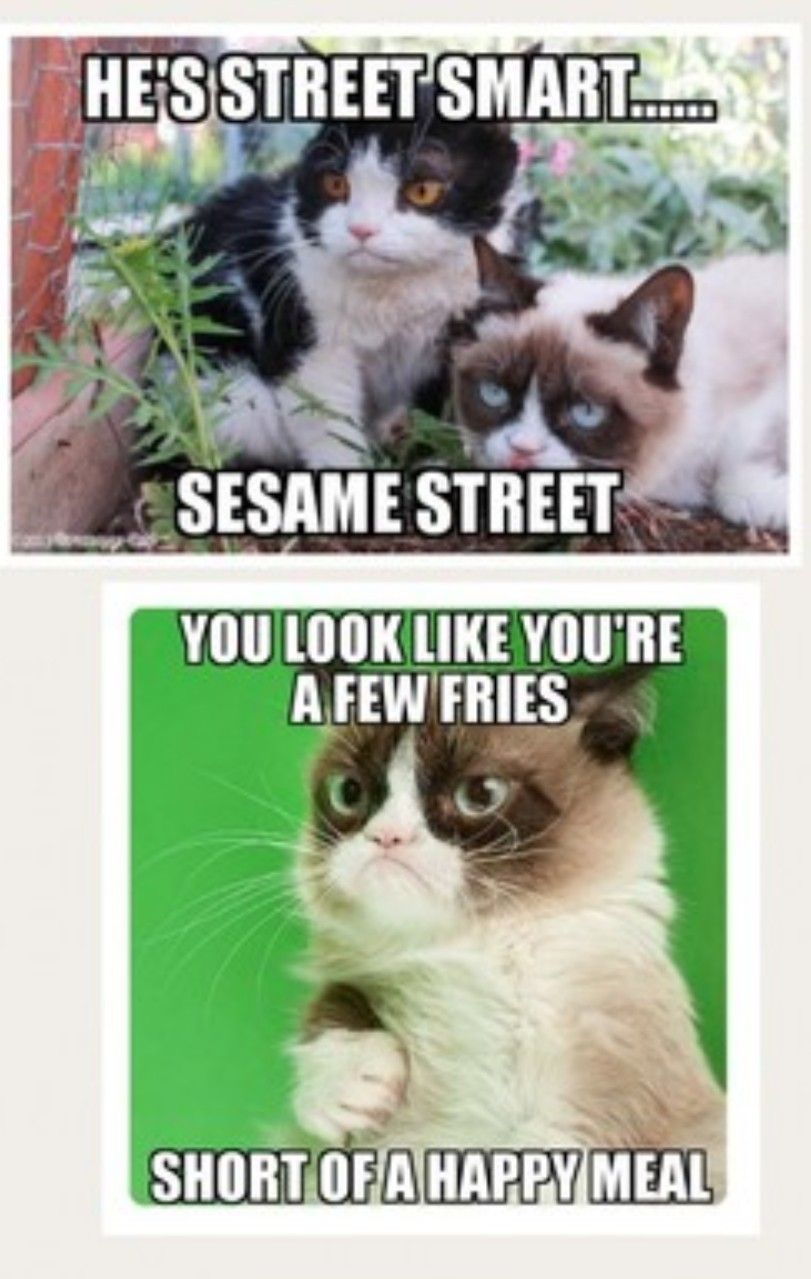 HE'S STREET SMART......
SESAME STREET
YOU LOOK LIKE YOU'RE
A FEW FRIES
SHORT OF A HAPPY MEAL